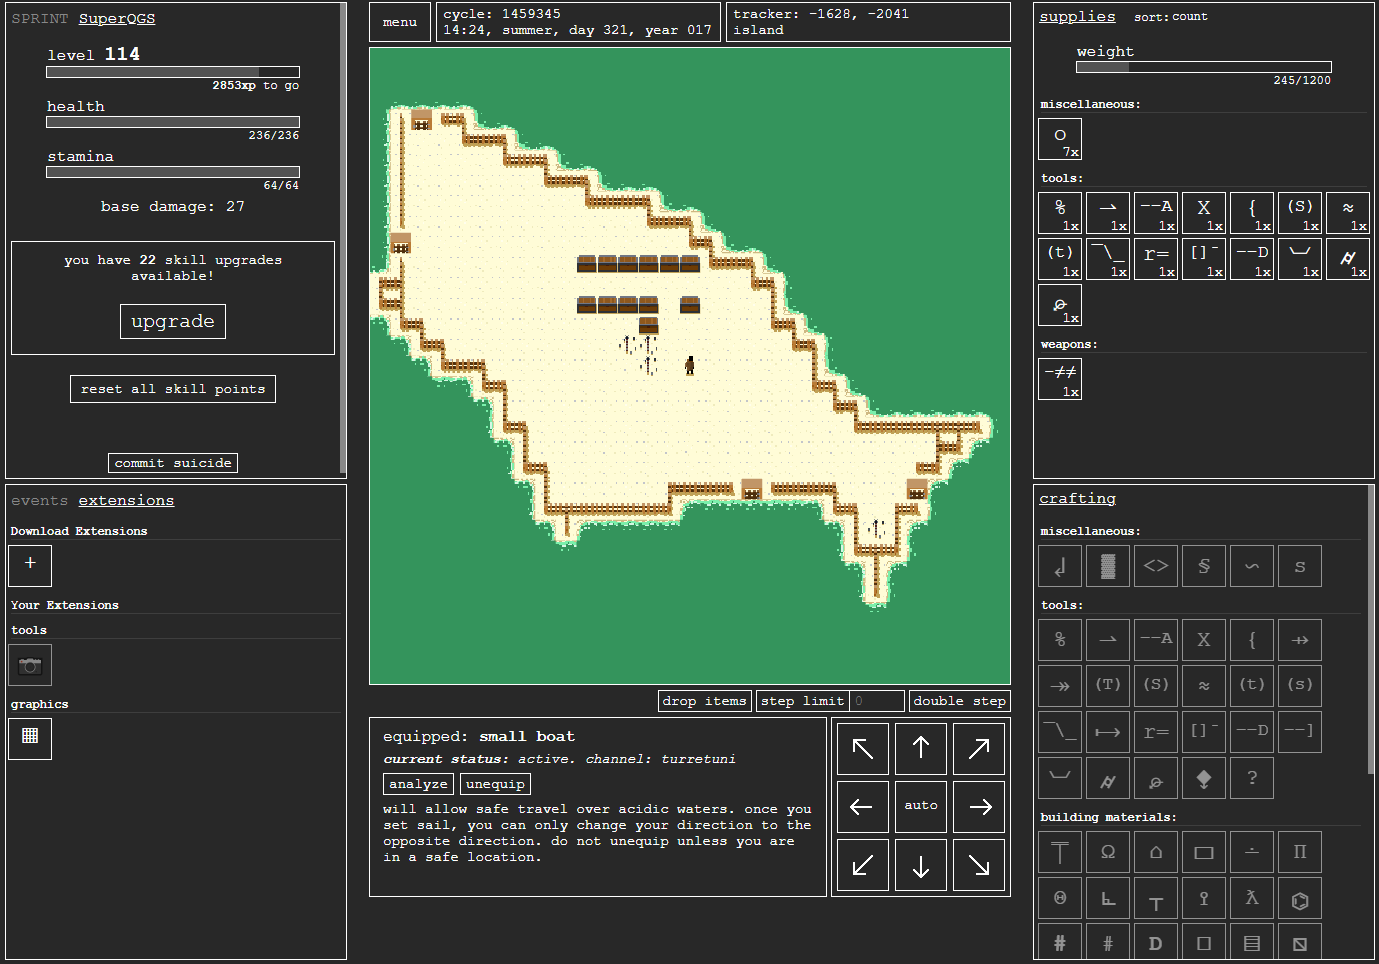 SPRINT SuperQGS
level 114
2853xp to go
health
236/236
stamina
64/64
base damage: 27
you have 22 skill upgrades
available!
upgrade
reset all skill points
commit suicide
events extensions
Download Extensions
+
Your Extensions
tools
graphics
menu
cycle: 1459345
14:24, summer, day 321, year 017
tracker: -1628, -2041
island
drop items
step limit 0
double step
equipped: small boat
current status: active. channel: turretuni
analyze unequip
will allow safe travel over acidic waters. once you
set sail, you can only change your direction to the
opposite direction. do not unequip unless you are
in a safe location.
auto
supplies sort:count
weight
245/1200
miscellaneous:
O
7x
tools:
% ⇀ --A X { (S) ≈
1x 1x 1x 1x 1x 1x 1x
(t) ¯\_ r= []¯ --D
1x 1x 1x 1x 1x 1x 1x
1x
weapons:
-≠≠
1x
crafting
miscellaneous:
<> § s
tools:
% ⇀ --A X {
(T) (S) ≈ (t) (s)
¯\_ r= []¯ --D --]
?
building materials:
Ω Π
Θ
# # D